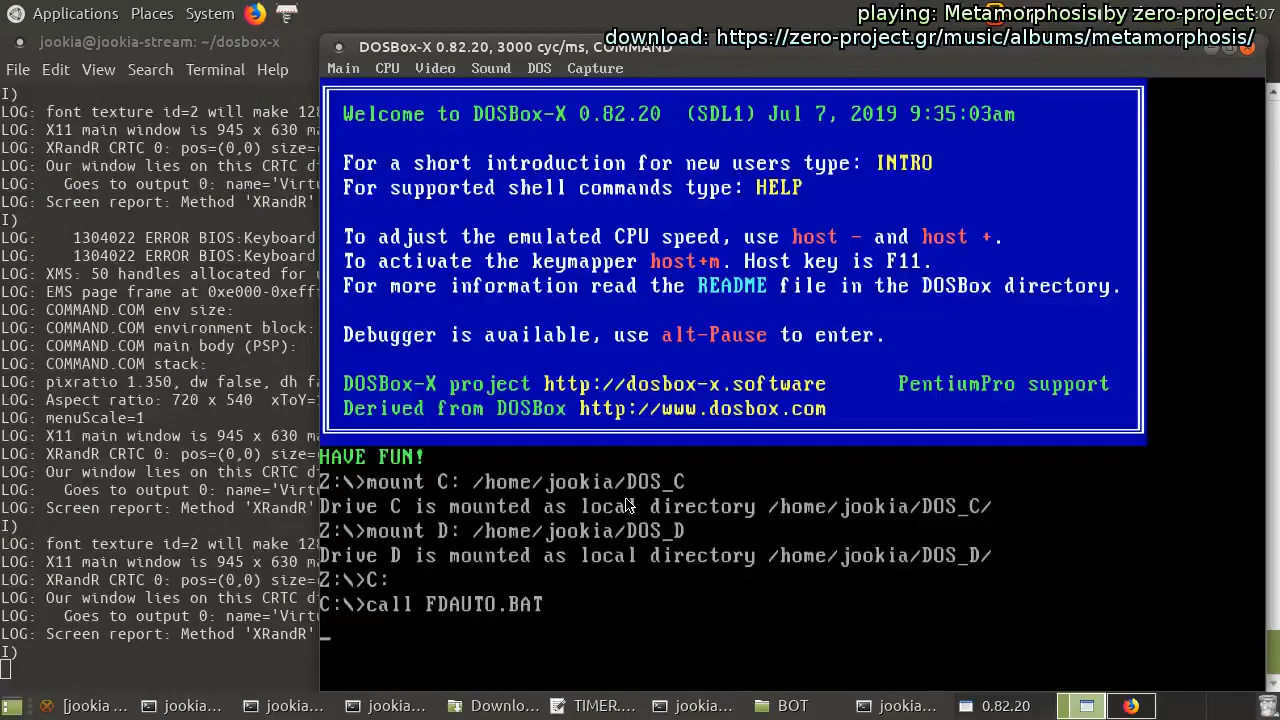 Applications Places System
:07
playing: Metamorphosis by zero-project
download: https://zero-project.gr/music/albums/metamorphosis/
jookia@jookia-stream: ~/dosbox-x
File Edit View Search Terminal Help
I)
LOG: font texture id=2 will make 128
LOG: X11 main window is 945 x 630 m
LOG: XRandR CRTC 0: pos=(0,0) size=
LOG: Our window lies on this CRTC d
LOG: Goes to output 0: name='Virtu
LOG: Screen report: Method 'XRandR'
I)
LOG: 1304022 ERROR BIOS:Keyboard
LOG: 1304022 ERROR BIOS:Keyboard
LOG: XMS: 50 handles allocated for
LOG: EMS page frame at 0xe000-0xeff
LOG: COMMAND.COM env size:
LOG: COMMAND.COM environment block:
LOG: COMMAND.COM main body (PSP):
LOG: COMMAND.COM stack:
LOG: pixratio 1.350, dw false, dh fa
LOG: Aspect ratio: 720 x 540 xToY=
LOG: menuScale=1
LOG: X11 main window is 945 x 630 m
LOG: XRandR CRTC 0: pos=(0,0) size=
LOG: Our window lies on this CRTC d
LOG: Goes to output 0: name='Virtu
LOG: Screen report: Method 'XRandR'
I)
LOG: font texture id=2 will make 128
LOG: X11 main window is 945 x 630 m
LOG: XRandR CRTC 0: pos=(0,0) size=
LOG: Our window lies on this CRTC d
LOG: Goes to output 0: name='Virtu
LOG: Screen report: Method 'XRandR'
I)
DOSBox-X 0.82.20, 3000 cyc/ms, COMMAND
Main CPU Video Sound DOS Capture
Welcome to DOSBox-X 0.82.20 (SDL1) Jul 7, 2019 9:35:03am
For a short introduction for new users type: INTRO
For supported shell commands type: HELP
To adjust the emulated CPU speed, use host - and host +.
To activate the keymapper host+m. Host key is F11.
For more information read the README file in the DOSBox directory.
Debugger is available, use alt-Pause to enter.
DOSBox-X project http://dosbox-x.software PentiumPro support
Derived from DOSBox http://www.dosbox.com
HAVE FUN!
Z:\>mount C: /home/jookia/DOS_C
Drive C is mounted as local directory /home/jookia/DOS_C/
Z:\>mount D: /home/jookia/DOS_D
Drive D is mounted as local directory /home/jookia/DOS_D/
Z:\>C:
C:\>call FDAUTO.BAT
[jookia ... jookia... jookia... jookia... Downlo... TIMER.... jookia... BOT jookia... 0.82.20